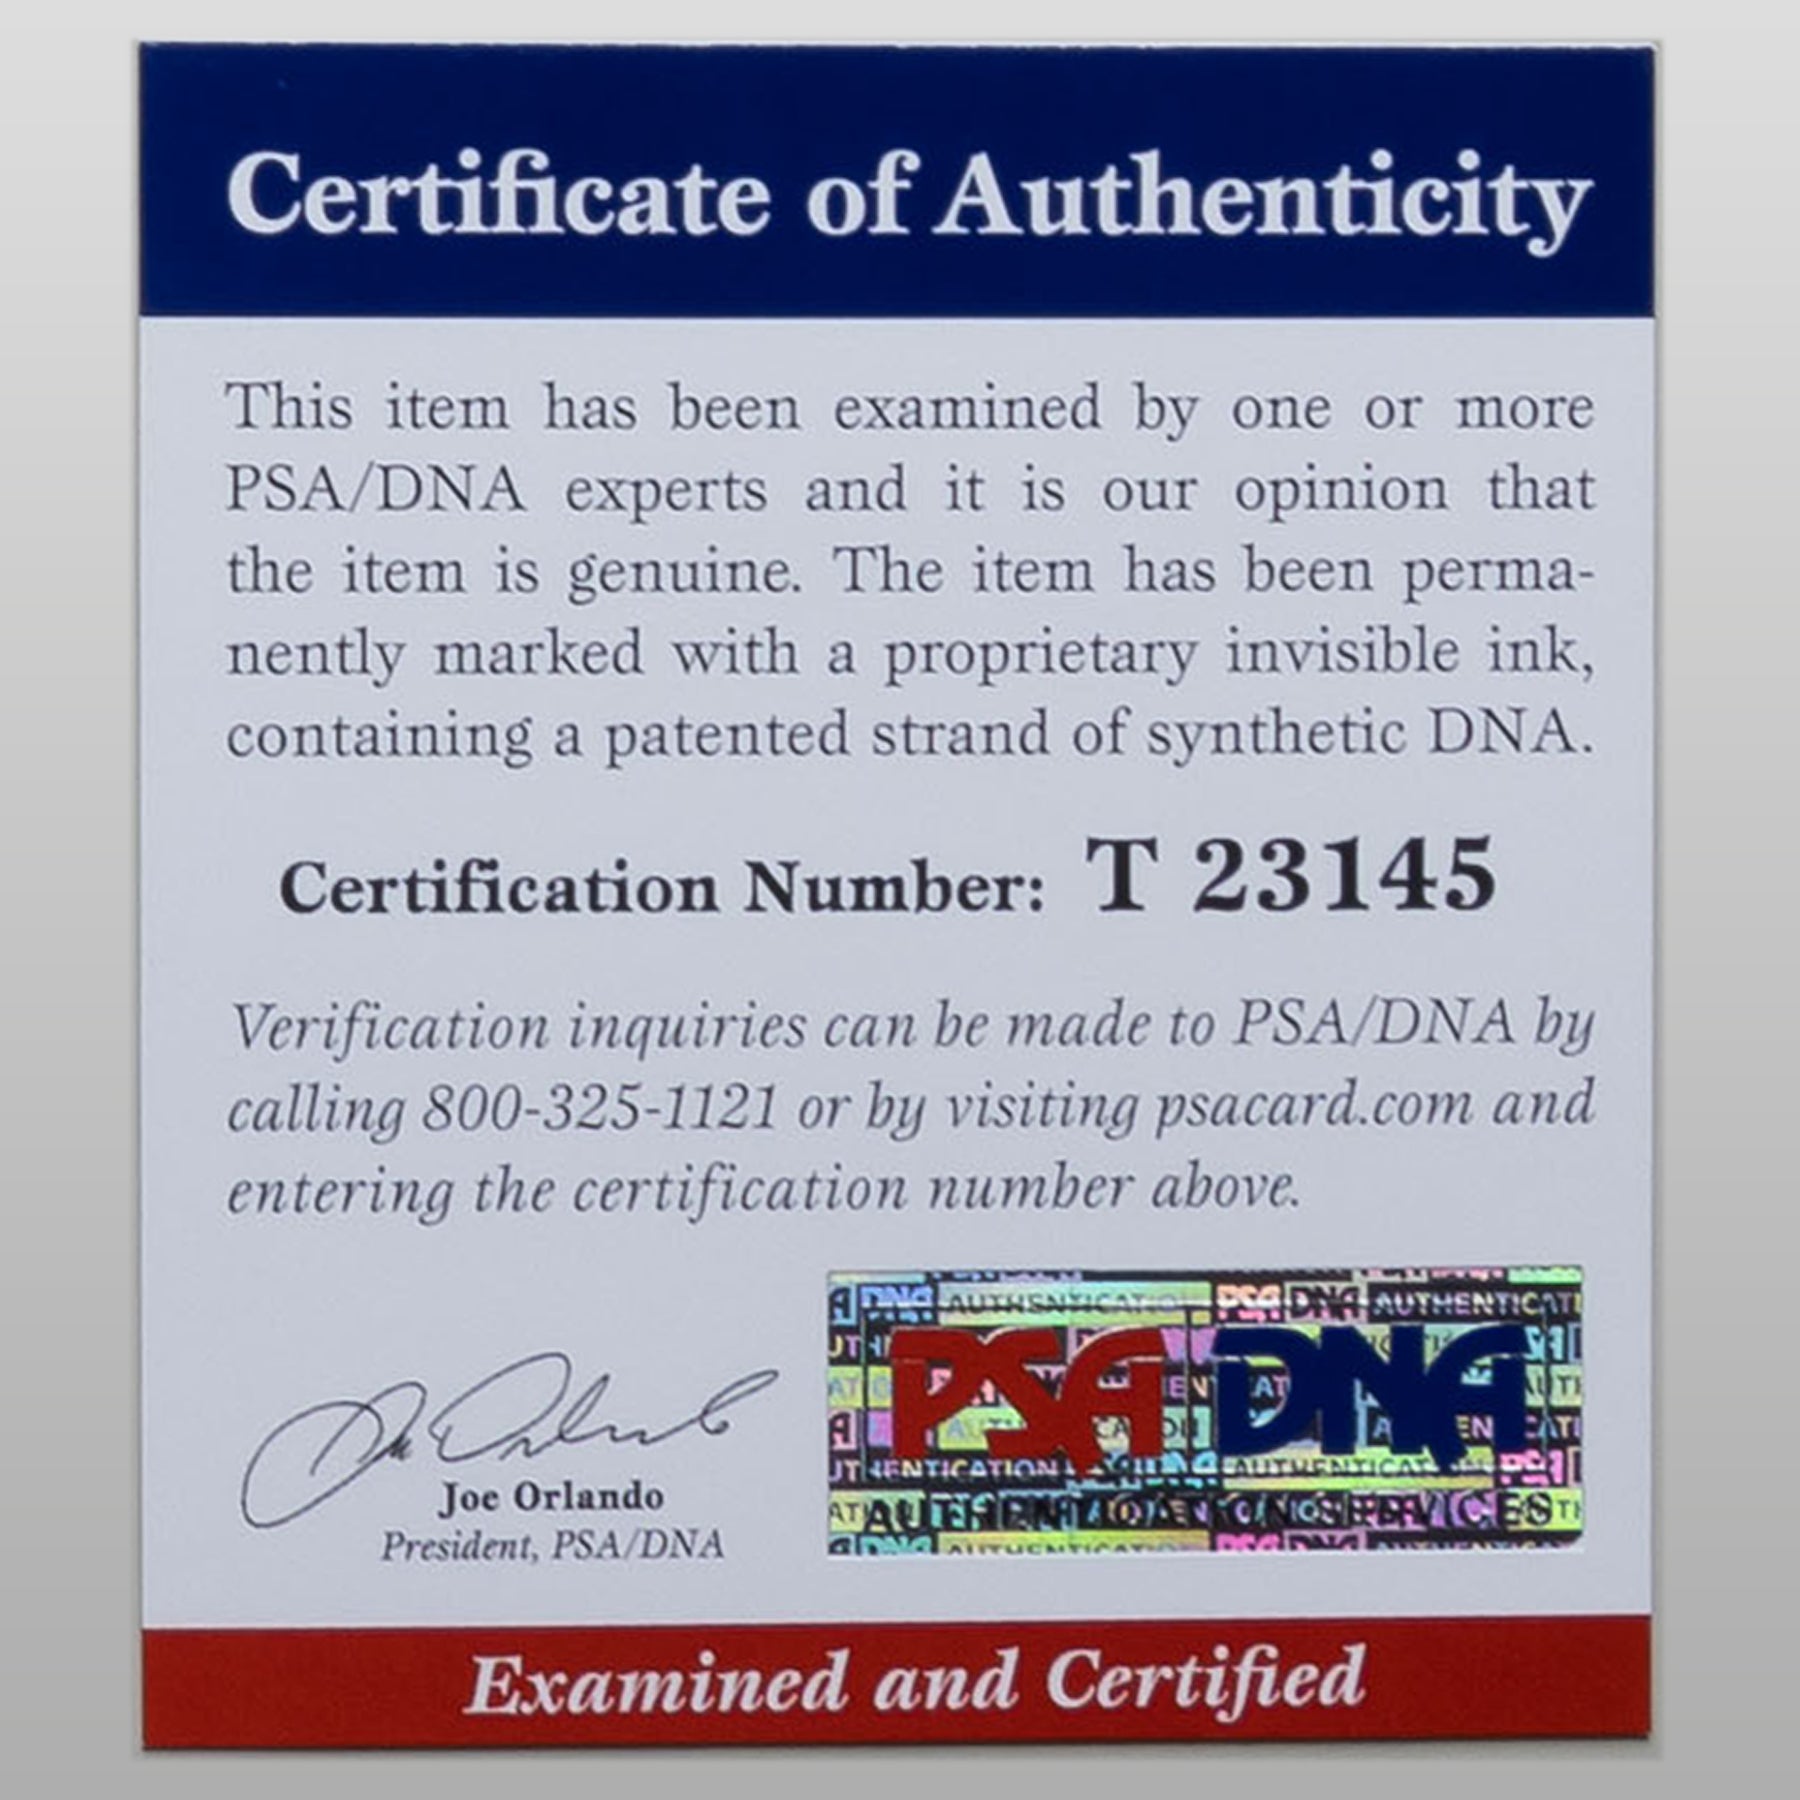 Certificate of Authenticity
This item has been examined by one or more
PSA/DNA experts and it is our opinion that
the item is genuine. The item has been perma-
nently marked with a proprietary invisible ink,
containing a patented strand of synthetic DNA.
Certification Number: T 23145
Verification inquiries can be made to PSA/DNA by
calling 800-325-1121 or by visiting psacard.com and
entering the certification number above.
Joe Orlando
President, PSA/DNA
PSA DNA
AUTHENTICATION SERVICES
Examined and Certified